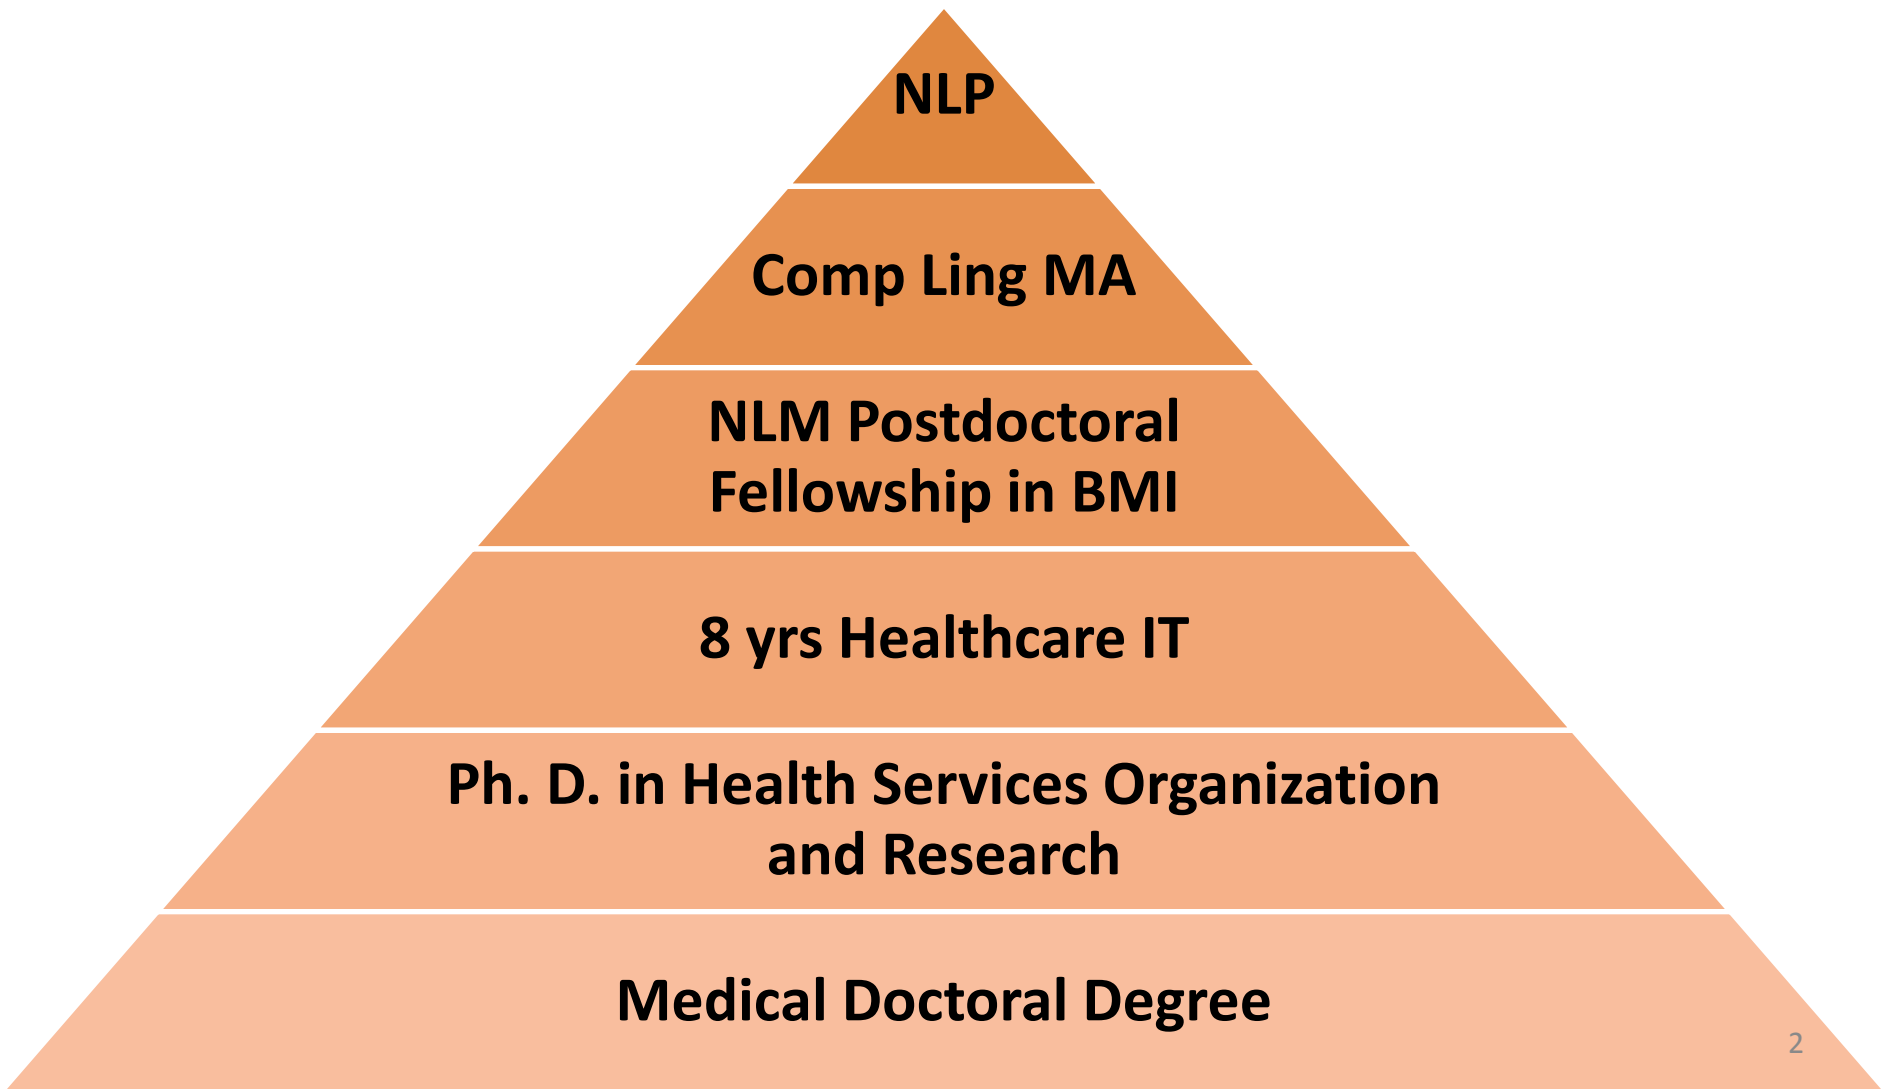 NLP
Comp Ling MA
NLM Postdoctoral
Fellowship in BMI
8 yrs Healthcare IT
Ph. D. in Health Services Organization
and Research
Medical Doctoral Degree
2